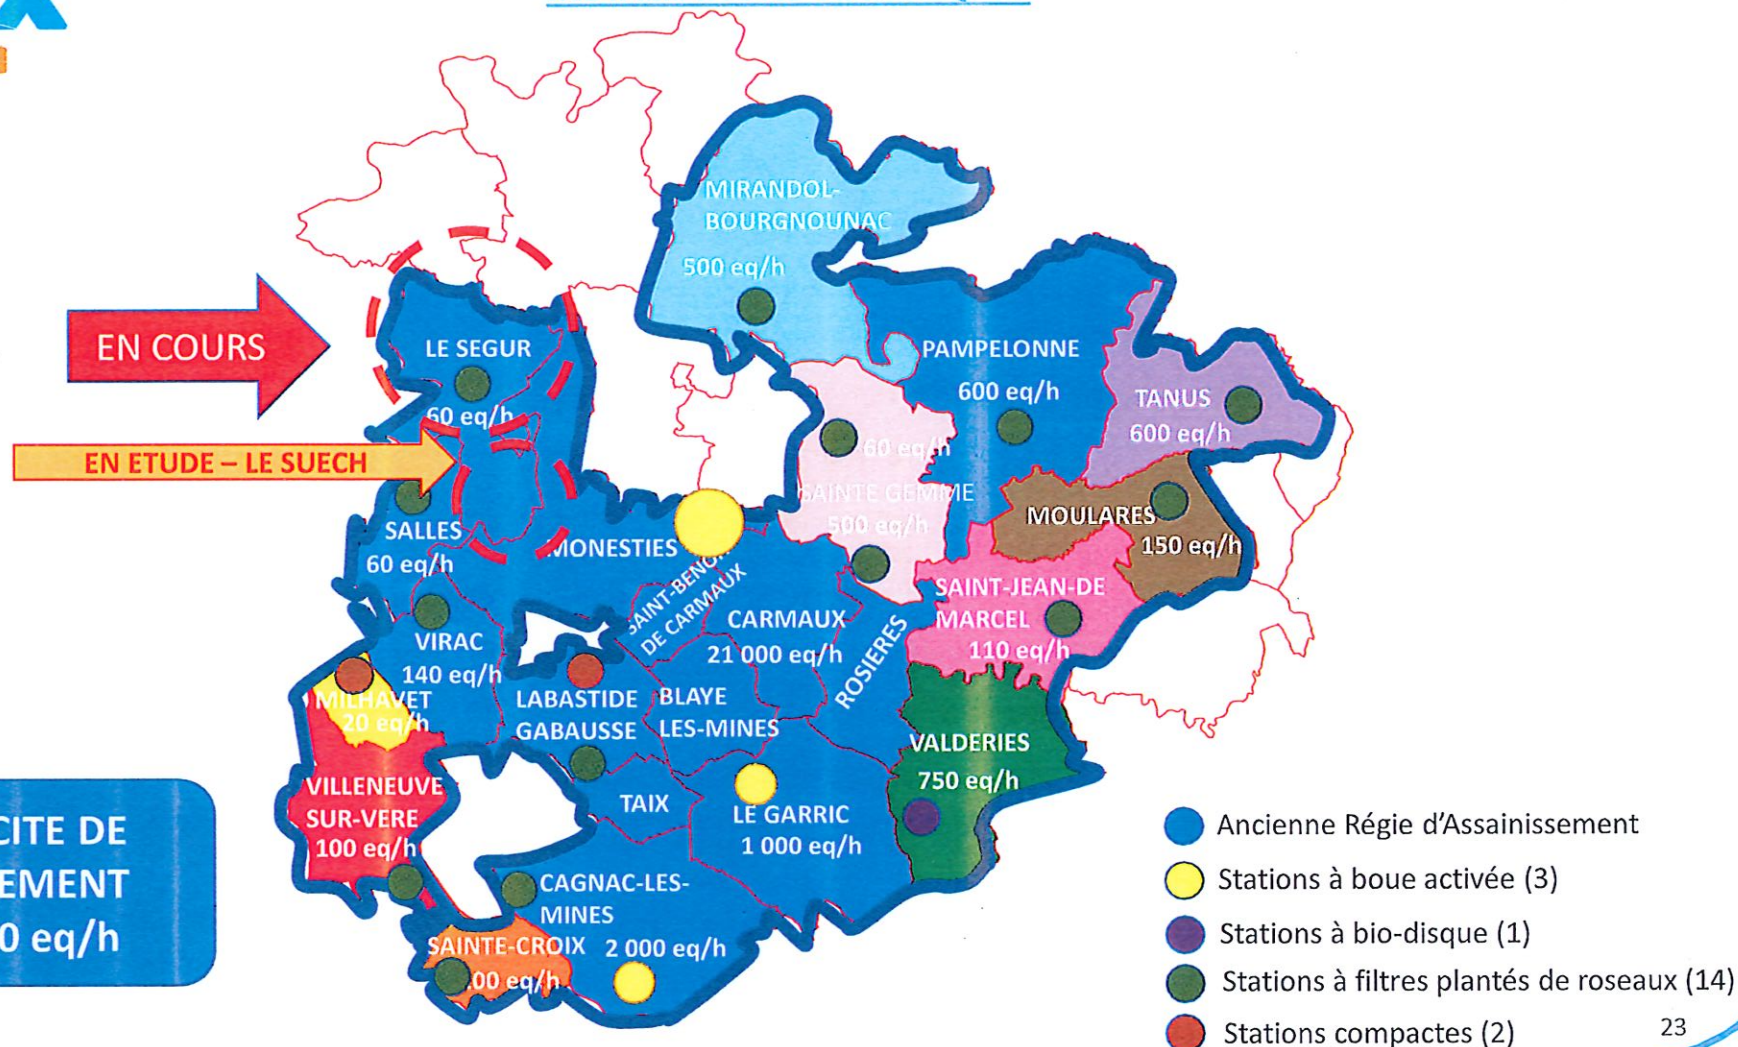 MIRANDOL-
BOURGNOUNAC
500 eq/h
EN COURS
LE SEGUR
60 eq/h
PAMPELONNE
600 eq/h
TANUS
600 eq/h
EN ETUDE – LE SUECH
60 eq/h
SAINTE GEMME
500 eq/h
MOULARES
150 eq/h
SALLES
60 eq/h
MONESTIES
SAINT-BENOI
DE CARMAUX
CARMAUX
21 000 eq/h
ROSIERES
SAINT-JEAN-DE
MARCEL
110 eq/h
VIRAC
140 eq/h
MILHAVET
20 eq/h
LABASTIDE
GABAUSSE
BLAYE
LES-MINES
VALDERIES
750 eq/h
VILLENEUVE
SUR-VERE
100 eq/h
TAIX
LE GARRIC
1 000 eq/h
CITE DE
EMENT
0 eq/h
CAGNAC-LES-
MINES
2 000 eq/h
SAINTE-CROIX
00 eq/h
Ancienne Régie d'Assainissement
Stations à boue activée (3)
Stations à bio-disque (1)
Stations à filtres plantés de roseaux (14)
Stations compactes (2)
23